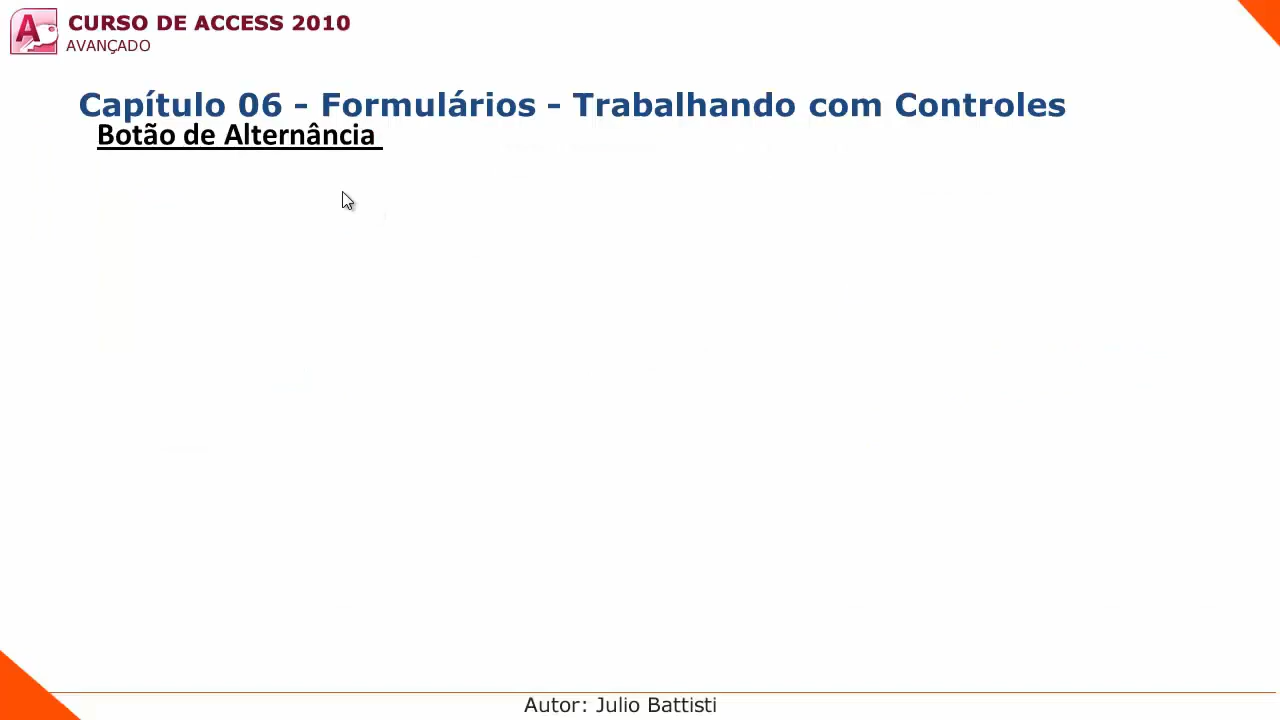 CURSO DE ACCESS 2010
AVANÇADO
Capítulo 06 - Formulários - Trabalhando com Controles
Botão de Alternância
Autor: Julio Battisti